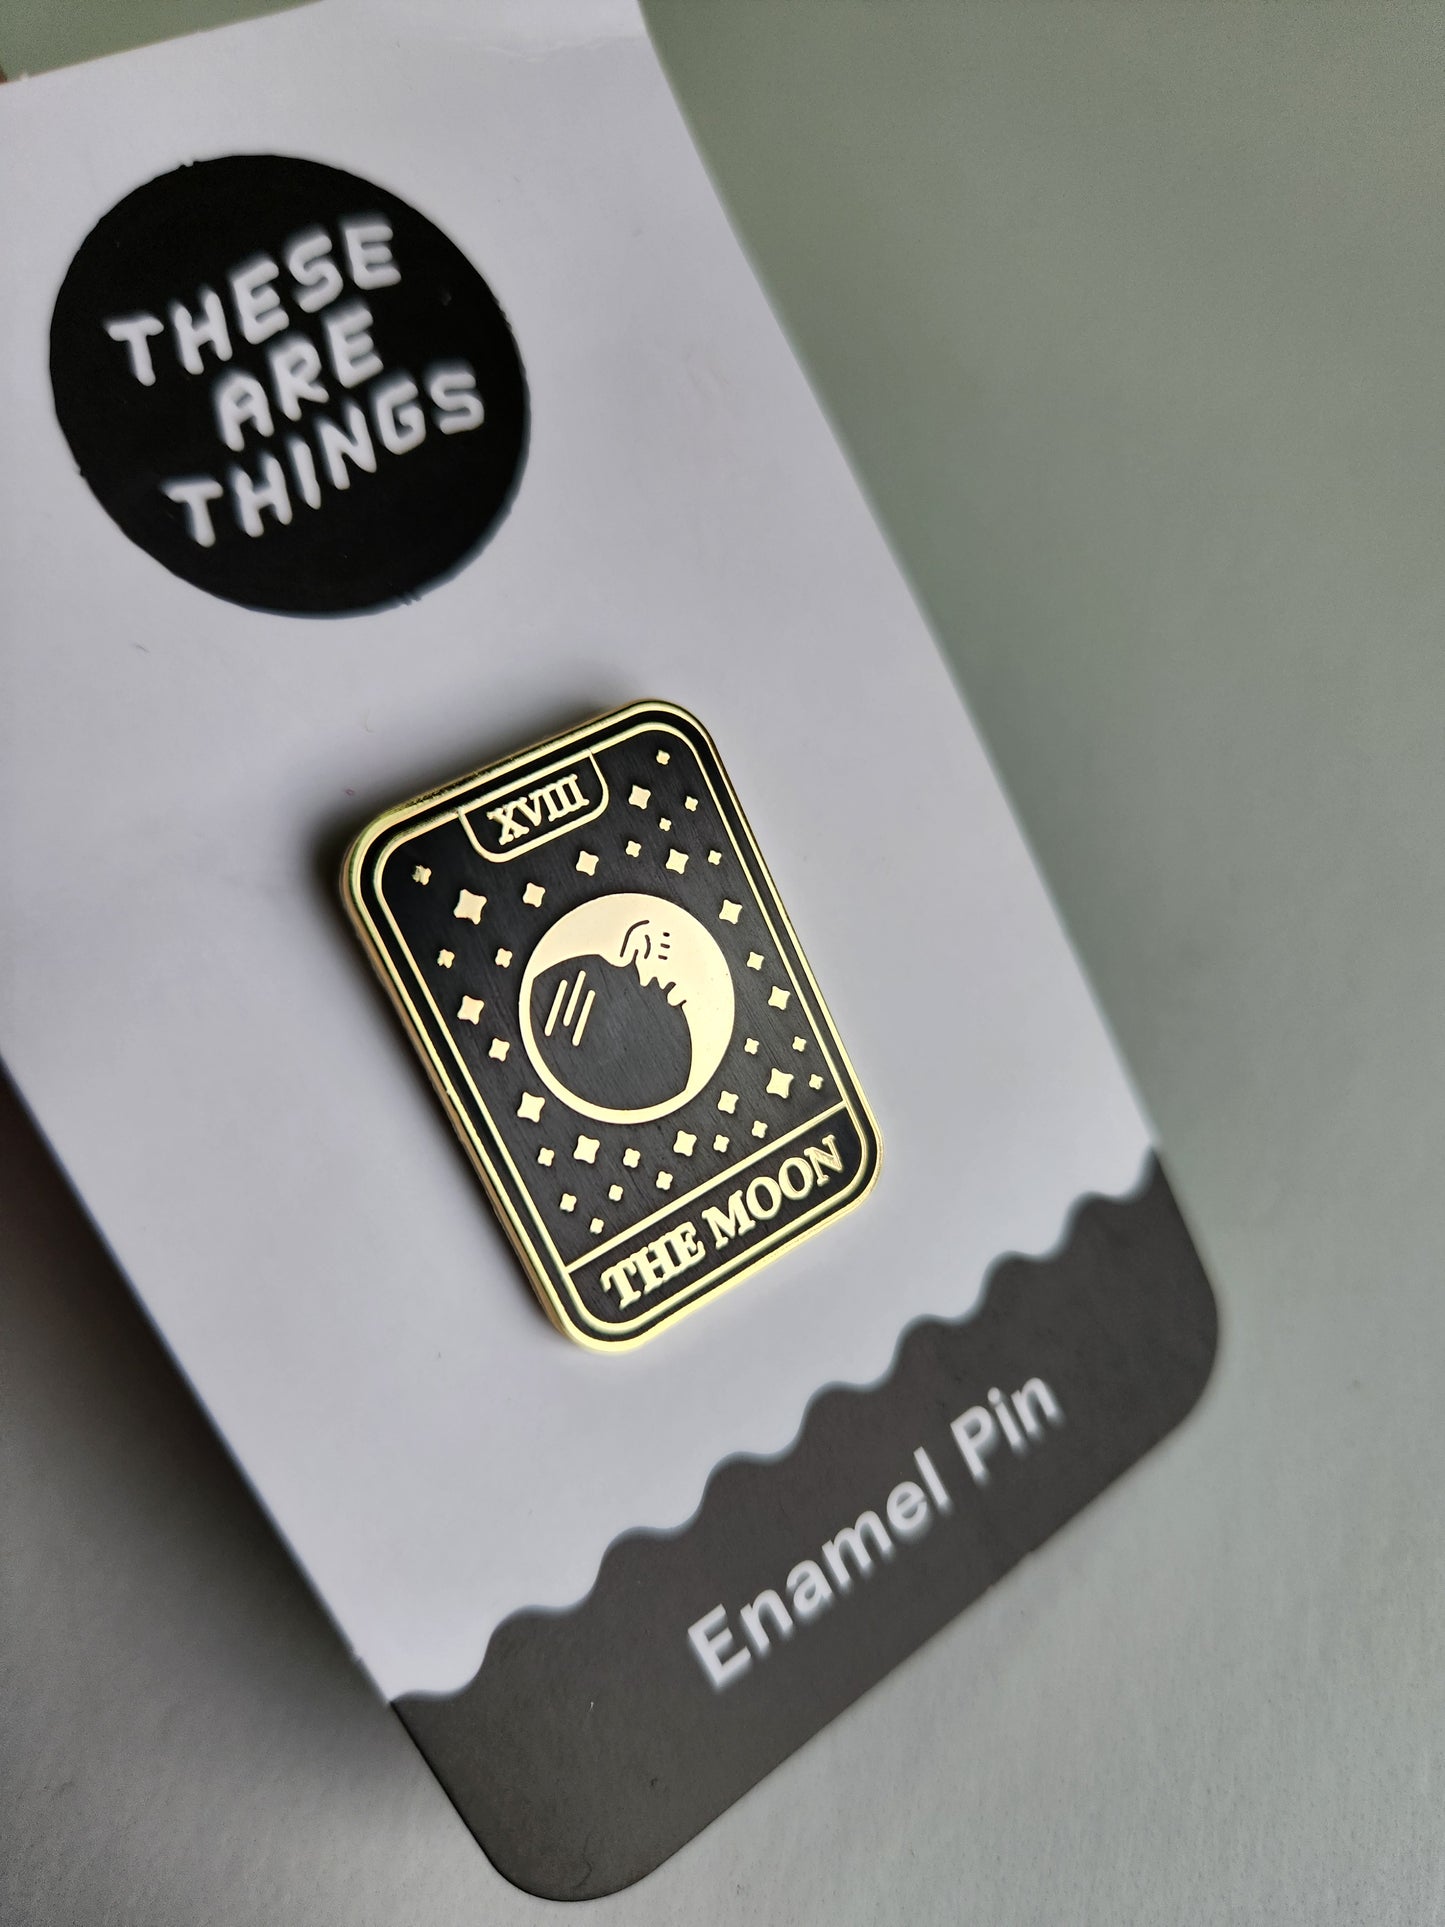 THESE
ARE
THINGS
XVIII
THE MOON
Enamel Pin